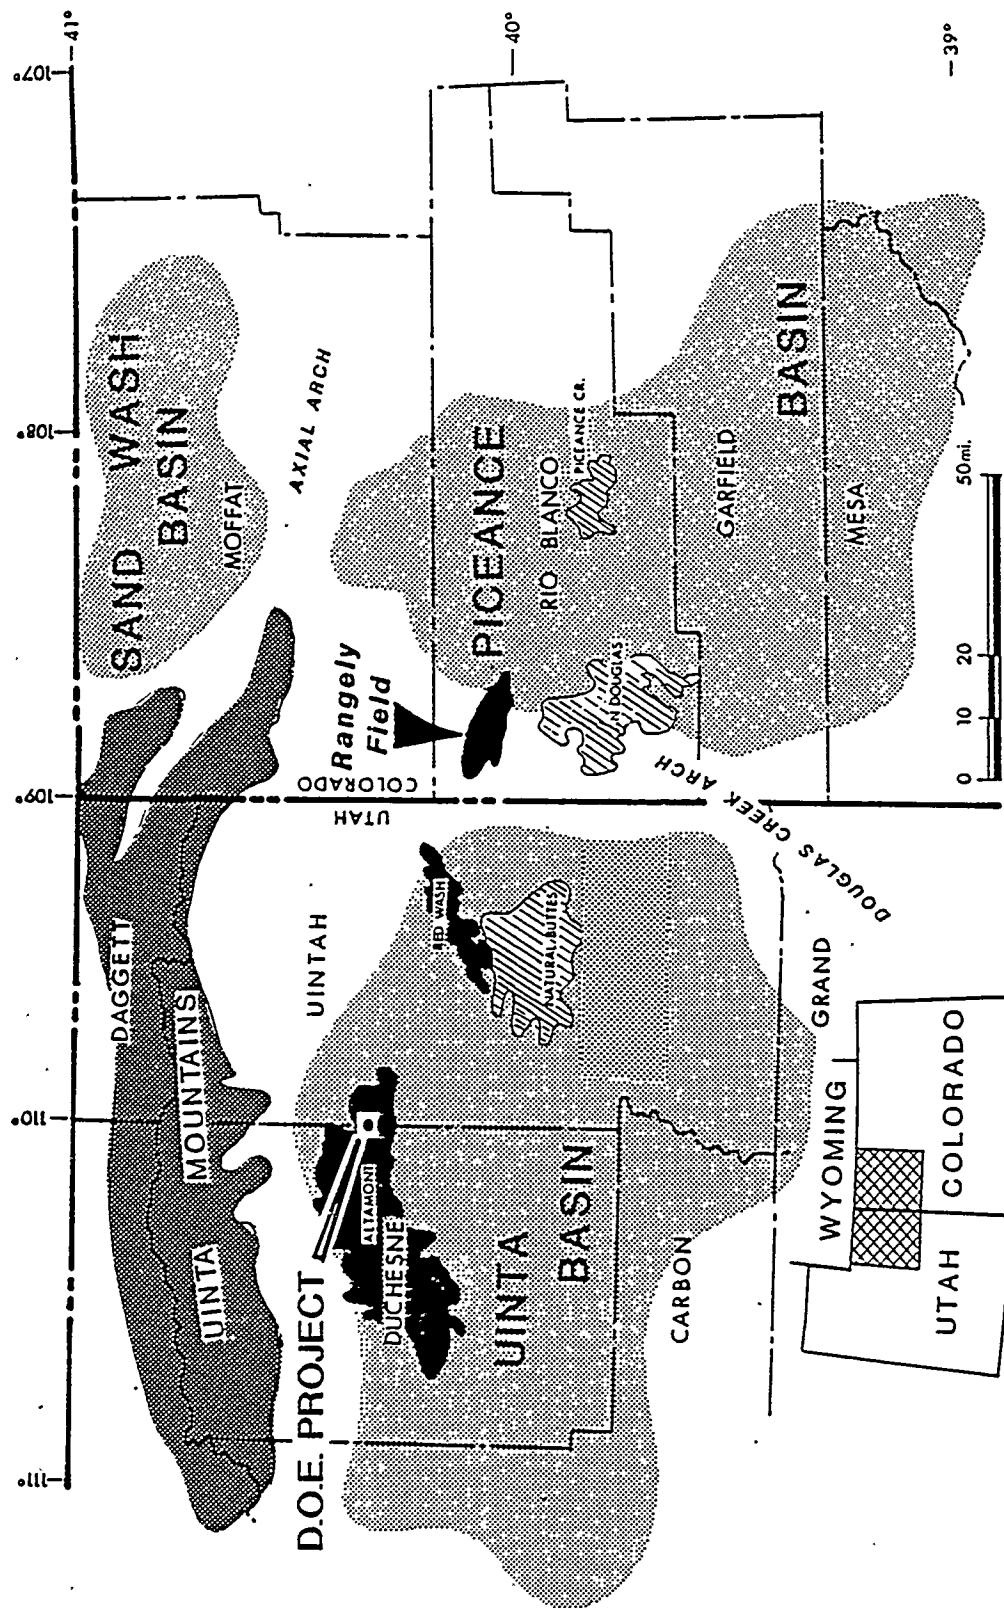 111°
110°
109°
108°
107°
41°
40°
39°
UINTA
MOUNTAINS
DAGGETT
SAND WASH
BASIN
MOFFAT
AXIAL ARCH
UTAH
COLORADO
D.O.E. PROJECT
UINTAH
Rangely
Field
ALTAMONT
DUCHESNE
RED WASH
NATURAL BUTTES
UINTA
BASIN
PICEANCE
RIO BLANCO
PICEANCE CR.
N DOUGLAS
GARFIELD
BASIN
MESA
CARBON
GRAND
DOUGLAS CREEK ARCH
WYOMING
UTAH
COLORADO
0 10 20 50 mi.